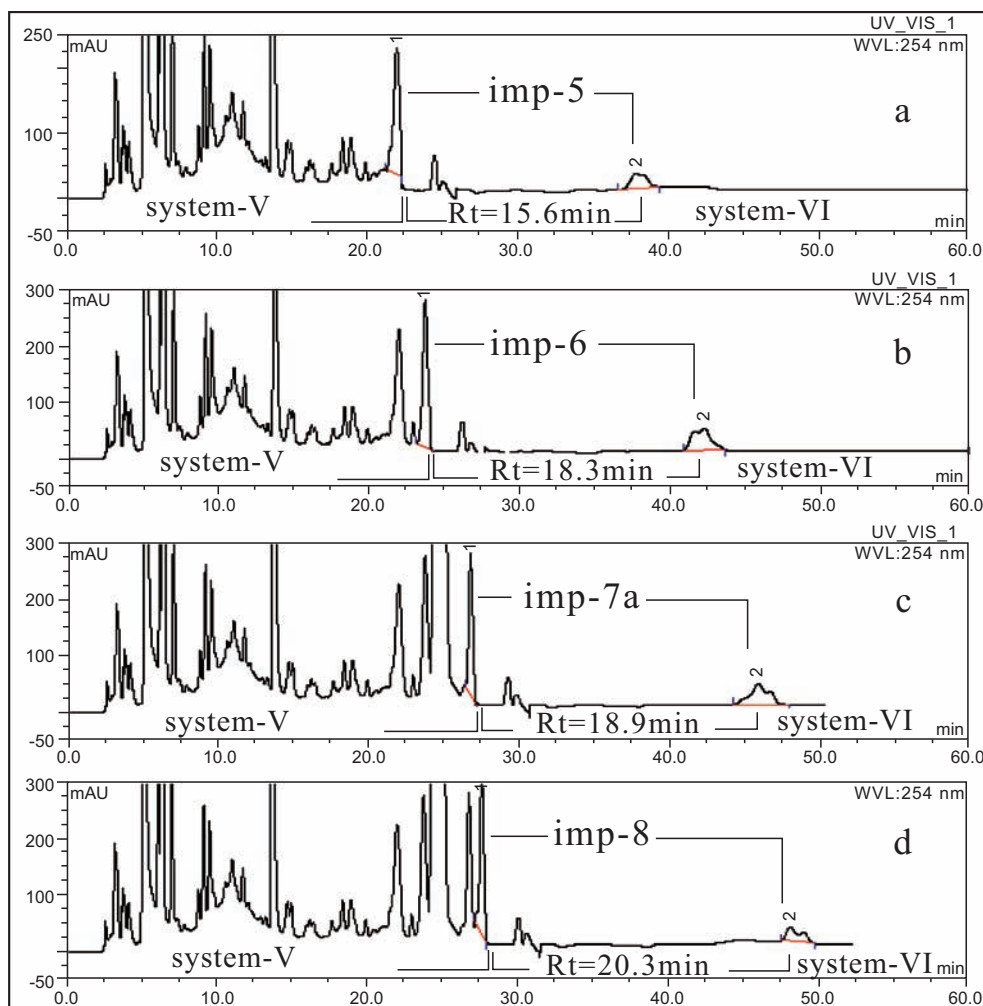 UV_VIS_1
250
mAU
WVL:254 nm
1
imp-5
a
100
2
system-V
Rt=15.6min
system-VI
min
-50
0.0 10.0 20.0 30.0 40.0 50.0 60.0
UV_VIS_1
300
mAU
WVL:254 nm
1
imp-6
b
200
100
2
system-V
Rt=18.3min
system-VI
min
-50
0.0 10.0 20.0 30.0 40.0 50.0 60.0
UV_VIS_1
300
mAU
WVL:254 nm
1
imp-7a
c
200
100
2
system-V
Rt=18.9min
system-VI
min
-50
0.0 10.0 20.0 30.0 40.0 50.0 60.0
300
mAU
WVL:254 nm
1
imp-8
d
200
100
2
system-V
Rt=20.3min
system-VI
min
-50
0.0 10.0 20.0 30.0 40.0 50.0 60.0